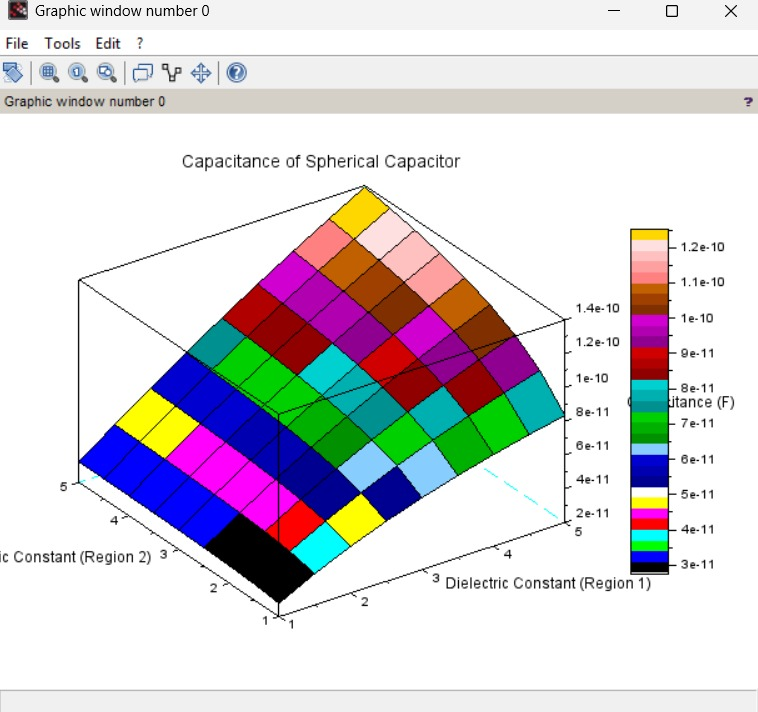 Graphic window number 0
File Tools Edit ?
Graphic window number 0 ?
Capacitance of Spherical Capacitor
1.2e-10
1.1e-10
1e-10
9e-11
8e-11
7e-11
6e-11
5e-11
4e-11
3e-11
1.4e-10
1.2e-10
1e-10
8e-11
6e-11
4e-11
2e-11
itance (F)
5
4
3
2
1
ic Constant (Region 2)
1
2
3
4
5
Dielectric Constant (Region 1)